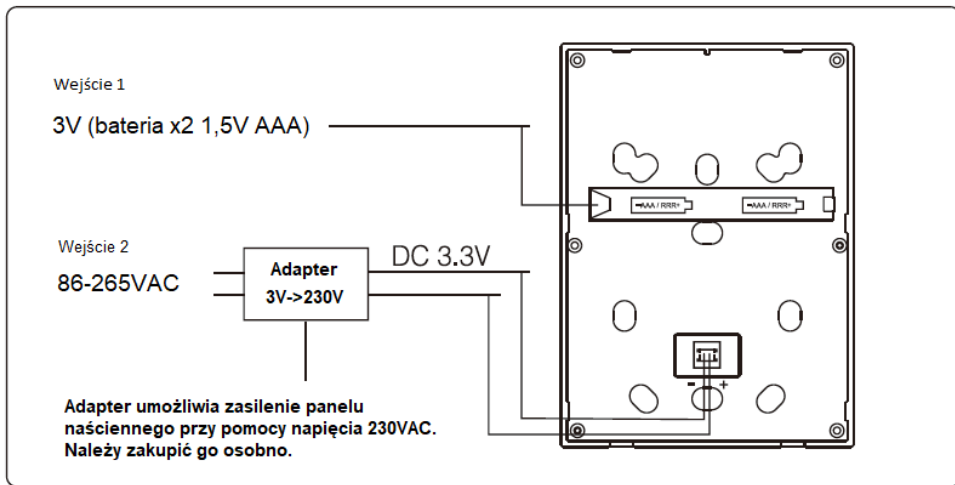 Wejście 1
3V (bateria x2 1,5V AAA)
-AAA / RRR+ -AAA / RRR+
Wejście 2
86-265VAC
Adapter
3V->230V
DC 3.3V
- +
Adapter umożliwia zasilenie panelu
naściennego przy pomocy napięcia 230VAC.
Należy zakupić go osobno.